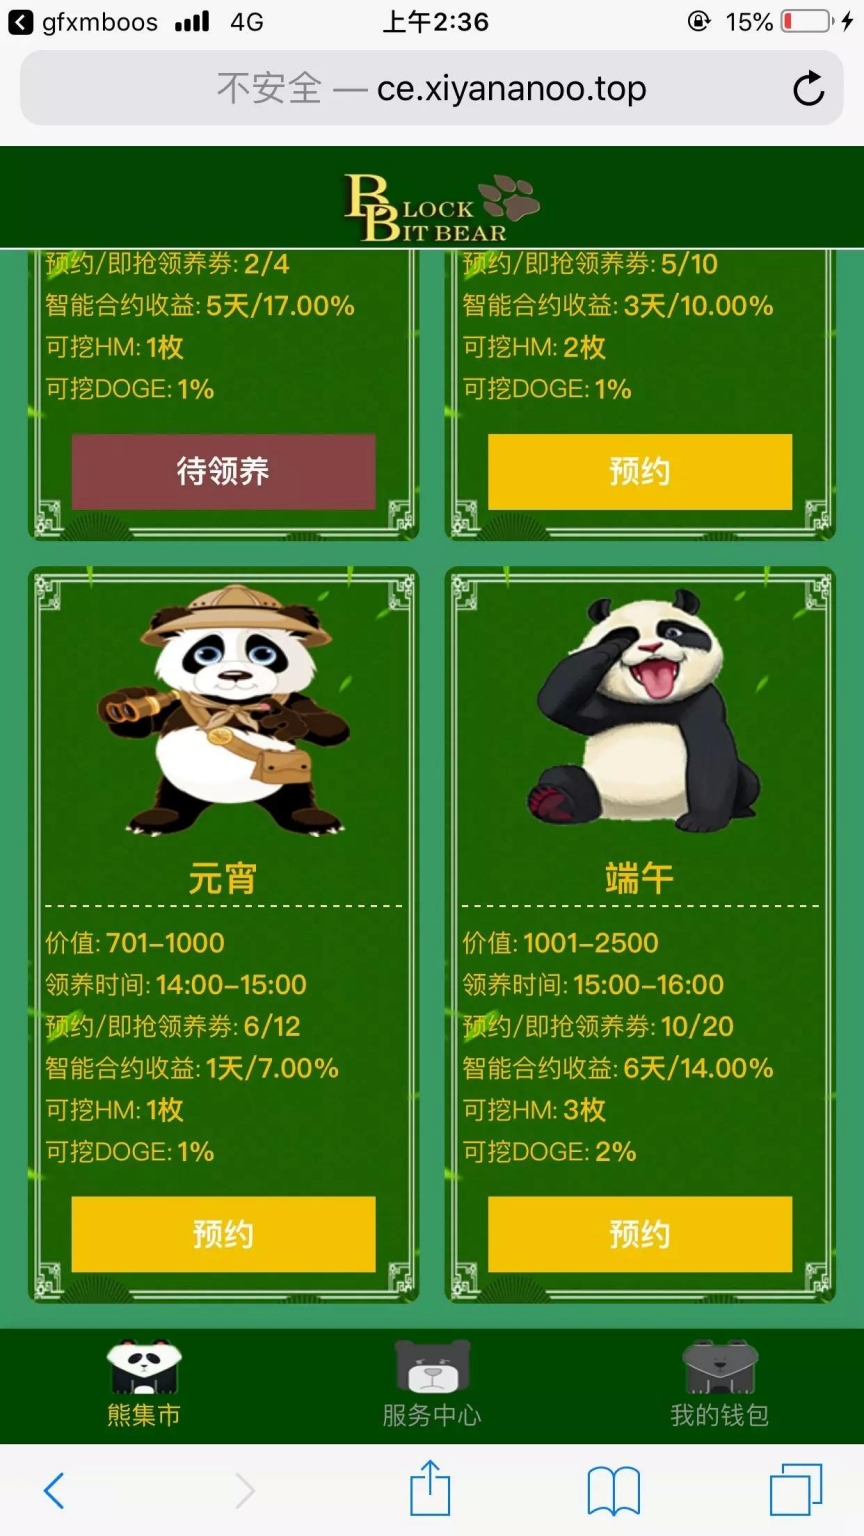 gfxmboos 4G 上午2:36 15%
不安全 — ce.xiyananoo.top
BLOCK
BIT BEAR
预约/即抢领养劵: 2/4
智能合约收益: 5天/17.00%
可挖HM: 1枚
可挖DOGE: 1%
待领养
预约/即抢领养劵: 5/10
智能合约收益: 3天/10.00%
可挖HM: 2枚
可挖DOGE: 1%
预约
元宵
价值: 701-1000
领养时间: 14:00-15:00
预约/即抢领养劵: 6/12
智能合约收益: 1天/7.00%
可挖HM: 1枚
可挖DOGE: 1%
预约
端午
价值: 1001-2500
领养时间: 15:00-16:00
预约/即抢领养劵: 10/20
智能合约收益: 6天/14.00%
可挖HM: 3枚
可挖DOGE: 2%
预约
熊集市
服务中心
我的钱包